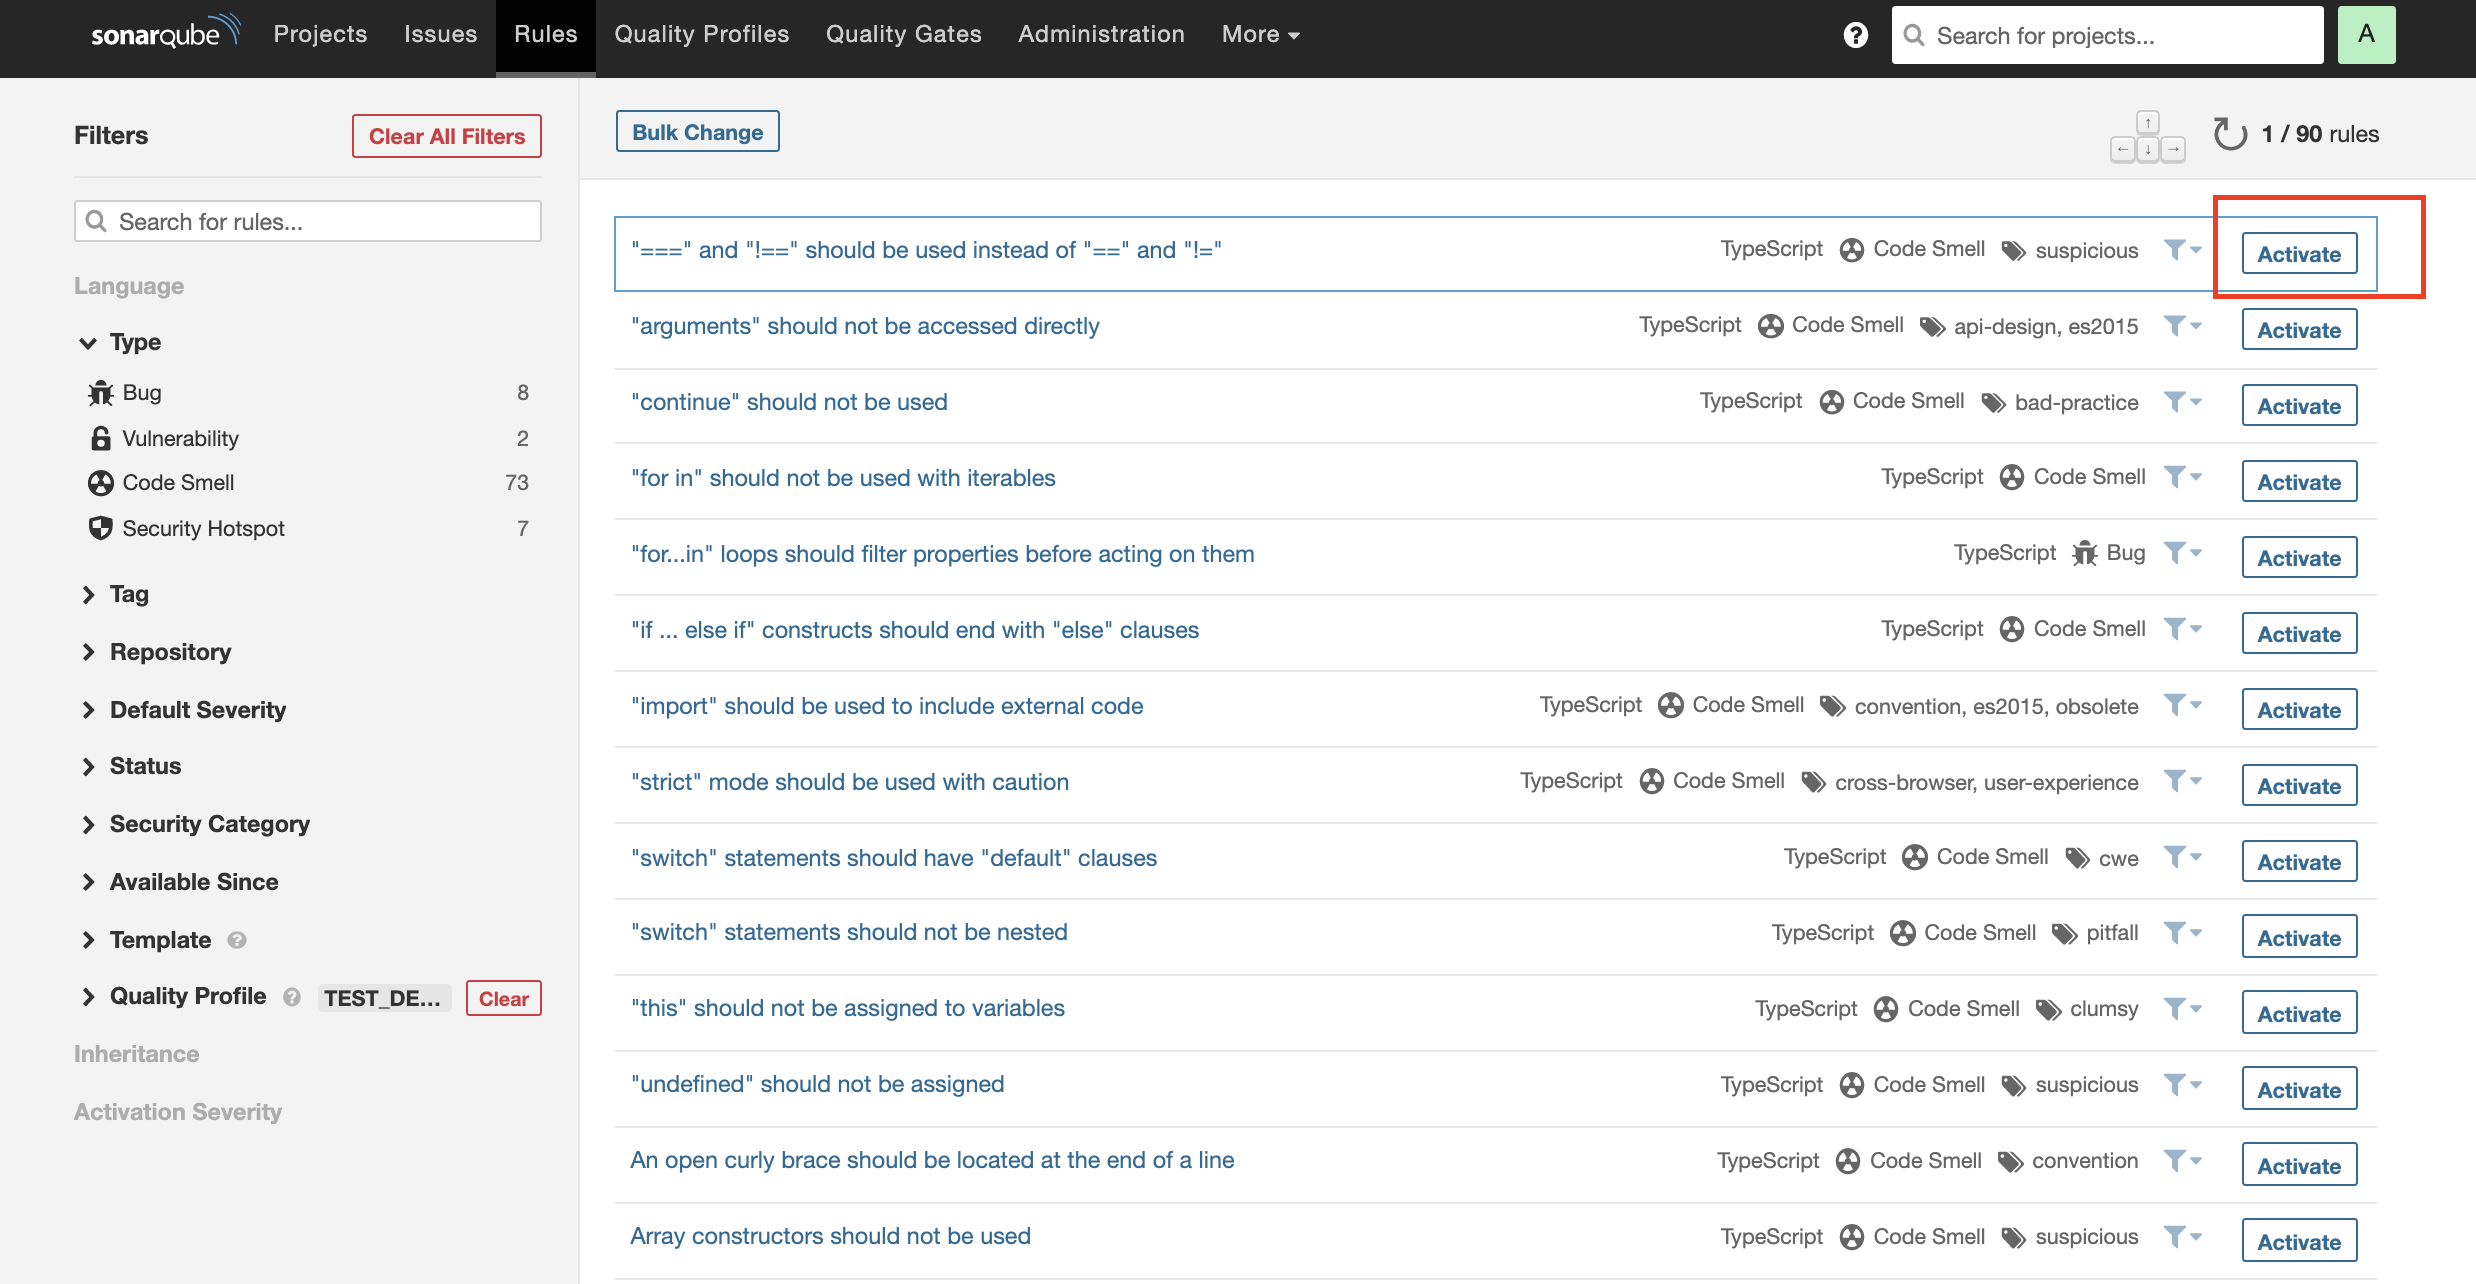 sonarqube Projects Issues Rules Quality Profiles Quality Gates Administration More ? Search for projects... A
Filters Clear All Filters
Search for rules...
Language
Type
Bug 8
Vulnerability 2
Code Smell 73
Security Hotspot 7
Tag
Repository
Default Severity
Status
Security Category
Available Since
Template ?
Quality Profile ? TEST_DE... Clear
Inheritance
Activation Severity
Bulk Change ↑ ← ↓ → 1 / 90 rules
"===" and "!==" should be used instead of "==" and "!=" TypeScript Code Smell suspicious Activate
"arguments" should not be accessed directly TypeScript Code Smell api-design, es2015 Activate
"continue" should not be used TypeScript Code Smell bad-practice Activate
"for in" should not be used with iterables TypeScript Code Smell Activate
"for...in" loops should filter properties before acting on them TypeScript Bug Activate
"if ... else if" constructs should end with "else" clauses TypeScript Code Smell Activate
"import" should be used to include external code TypeScript Code Smell convention, es2015, obsolete Activate
"strict" mode should be used with caution TypeScript Code Smell cross-browser, user-experience Activate
"switch" statements should have "default" clauses TypeScript Code Smell cwe Activate
"switch" statements should not be nested TypeScript Code Smell pitfall Activate
"this" should not be assigned to variables TypeScript Code Smell clumsy Activate
"undefined" should not be assigned TypeScript Code Smell suspicious Activate
An open curly brace should be located at the end of a line TypeScript Code Smell convention Activate
Array constructors should not be used TypeScript Code Smell suspicious Activate